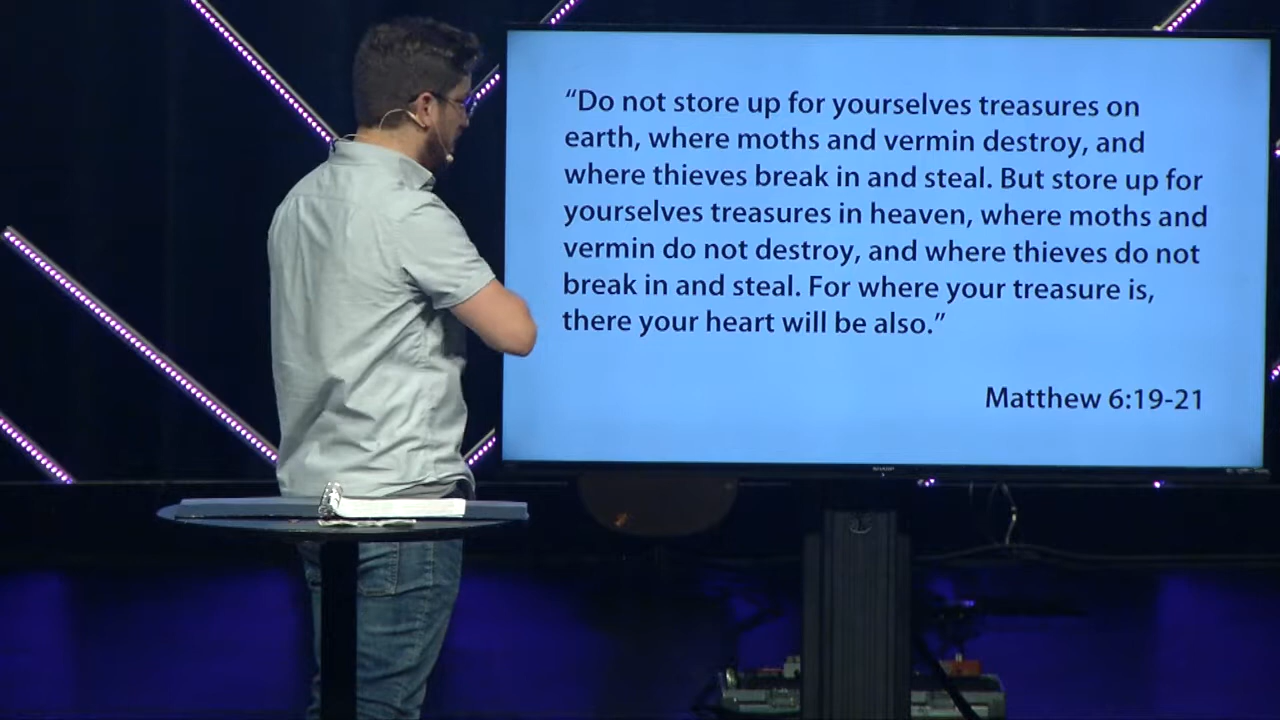 “Do not store up for yourselves treasures on
earth, where moths and vermin destroy, and
where thieves break in and steal. But store up for
yourselves treasures in heaven, where moths and
vermin do not destroy, and where thieves do not
break in and steal. For where your treasure is,
there your heart will be also.”
Matthew 6:19-21
SHARP